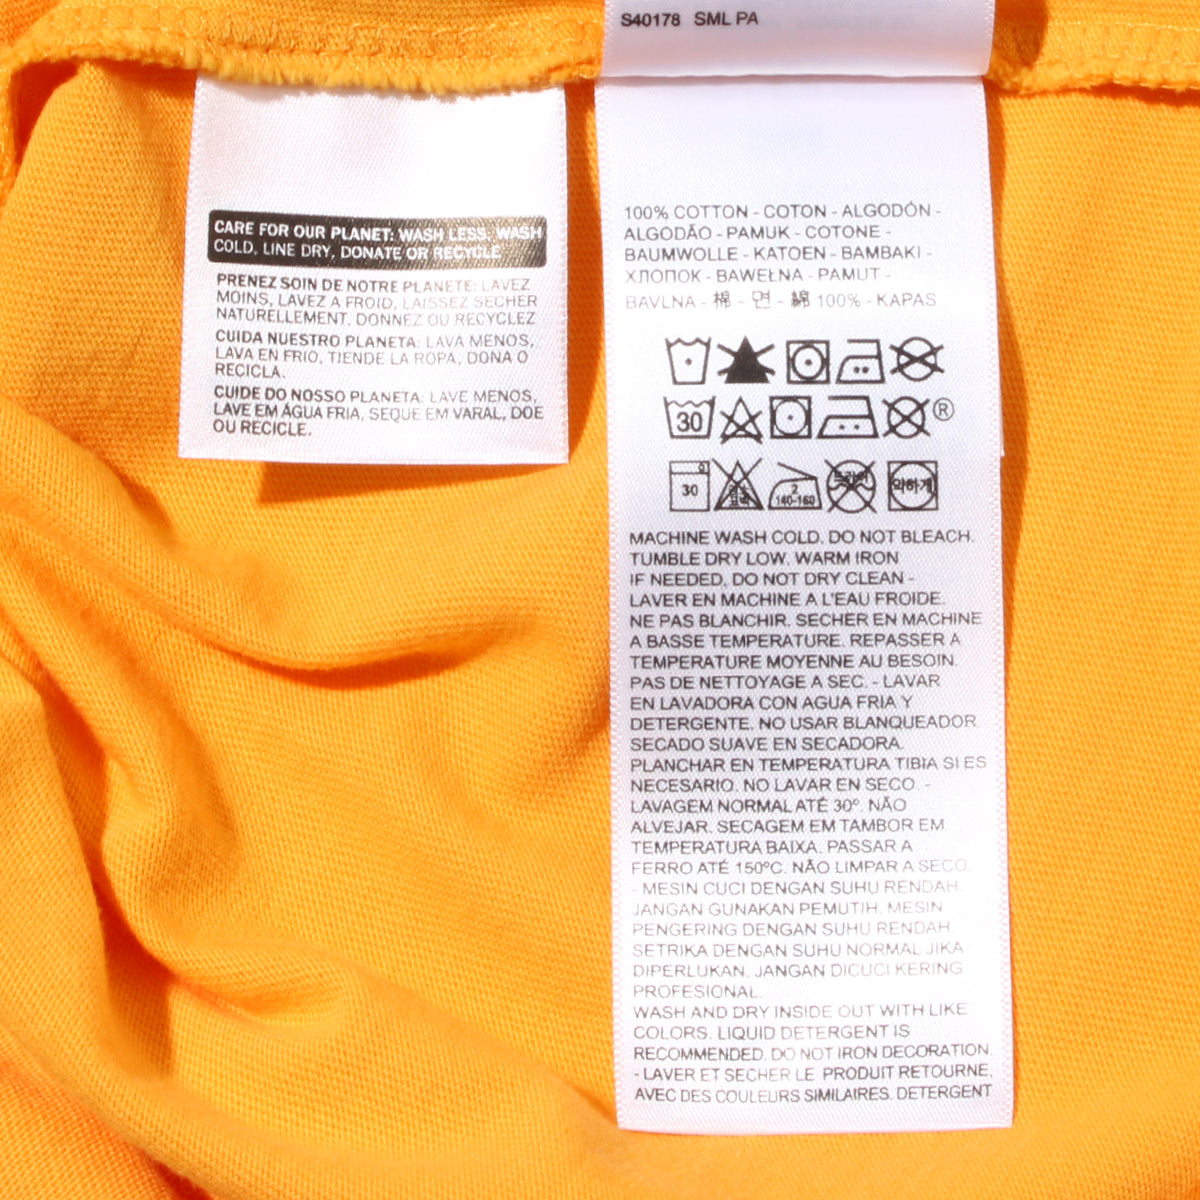 S40178 SML PA
CARE FOR OUR PLANET: WASH LESS, WASH
COLD, LINE DRY, DONATE OR RECYCLE
PRENEZ SOIN DE NOTRE PLANETE: LAVEZ
MOINS, LAVEZ A FROID, LAISSEZ SECHER
NATURELLEMENT, DONNEZ OU RECYCLEZ
CUIDA NUESTRO PLANETA: LAVA MENOS,
LAVA EN FRIO, TIENDE LA ROPA, DONA O
RECICLA.
CUIDE DO NOSSO PLANETA: LAVE MENOS,
LAVE EM ÁGUA FRIA, SEQUE EM VARAL, DOE
OU RECICLE.
100% COTTON - COTON - ALGODÓN -
ALGODÃO - PAMUK - COTONE -
BAUMWOLLE - KATOEN - BAMBAKI -
ХЛОПОК - BAWEŁNA - PAMUT -
BAVLNA - 棉 - 면 - 綿 100% - KAPAS
30 ®
30 2 140-160 약하게
MACHINE WASH COLD. DO NOT BLEACH.
TUMBLE DRY LOW. WARM IRON
IF NEEDED, DO NOT DRY CLEAN -
LAVER EN MACHINE A L'EAU FROIDE.
NE PAS BLANCHIR. SECHER EN MACHINE
A BASSE TEMPERATURE. REPASSER A
TEMPERATURE MOYENNE AU BESOIN.
PAS DE NETTOYAGE A SEC. - LAVAR
EN LAVADORA CON AGUA FRIA Y
DETERGENTE. NO USAR BLANQUEADOR
SECADO SUAVE EN SECADORA.
PLANCHAR EN TEMPERATURA TIBIA SI ES
NECESARIO. NO LAVAR EN SECO. -
LAVAGEM NORMAL ATÉ 30º. NÃO
ALVEJAR. SECAGEM EM TAMBOR EM
TEMPERATURA BAIXA. PASSAR A
FERRO ATÉ 150ºC. NÃO LIMPAR A SECO.
- MESIN CUCI DENGAN SUHU RENDAH.
JANGAN GUNAKAN PEMUTIH. MESIN
PENGERING DENGAN SUHU RENDAH.
SETRIKA DENGAN SUHU NORMAL JIKA
DIPERLUKAN. JANGAN DICUCI KERING
PROFESIONAL.
WASH AND DRY INSIDE OUT WITH LIKE
COLORS. LIQUID DETERGENT IS
RECOMMENDED. DO NOT IRON DECORATION.
- LAVER ET SECHER LE PRODUIT RETOURNE,
AVEC DES COULEURS SIMILAIRES. DETERGENT